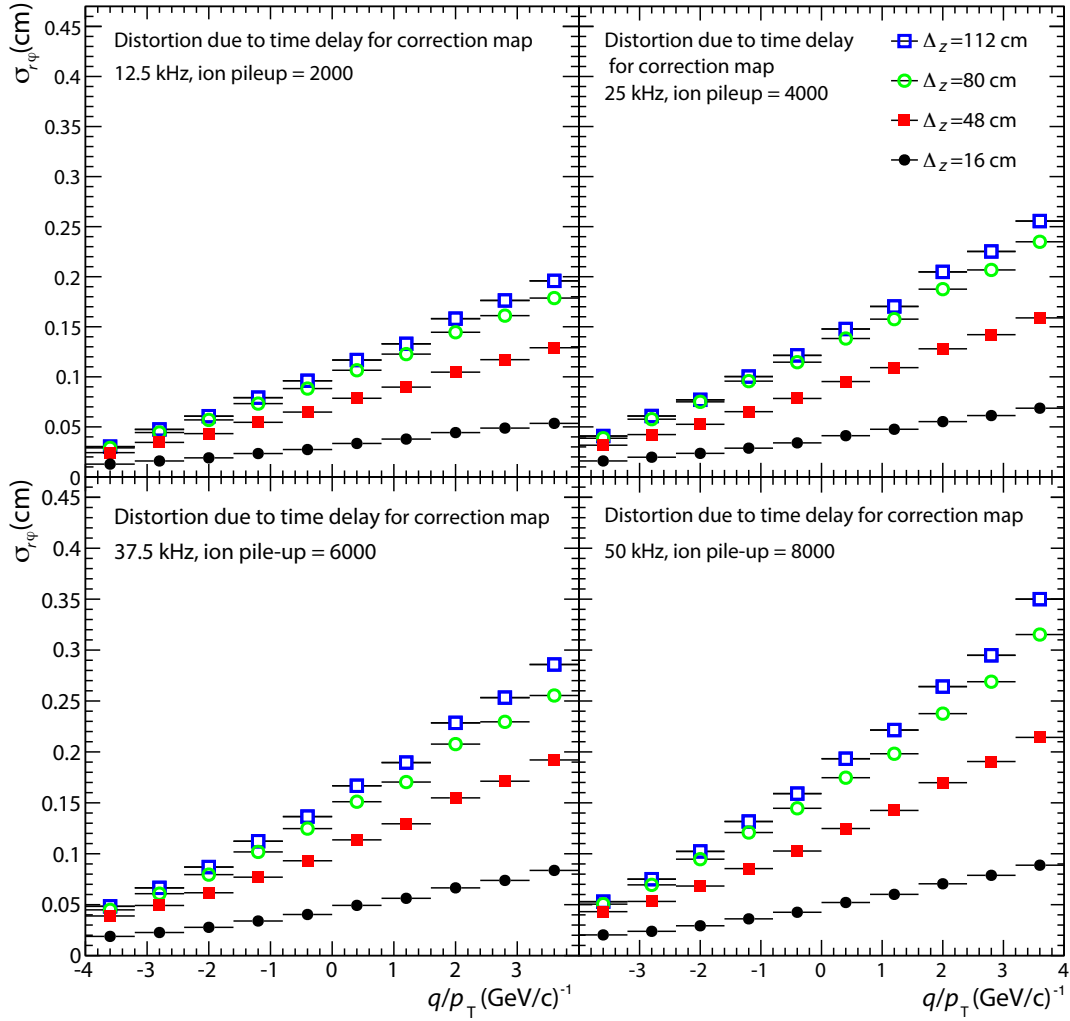 σrφ(cm)
Distortion due to time delay for correction map
12.5 kHz, ion pileup = 2000
0.45
0.4
0.35
0.3
0.25
0.2
0.15
0.1
0.05
0
Distortion due to time delay
for correction map
25 kHz, ion pileup = 4000
Δz=112 cm
Δz=80 cm
Δz=48 cm
Δz=16 cm
σrφ(cm)
Distortion due to time delay for correction map
37.5 kHz, ion pile-up = 6000
0.45
0.4
0.35
0.3
0.25
0.2
0.15
0.1
0.05
0
-4 -3 -2 -1 0 1 2 3
q/pT (GeV/c)-1
Distortion due to time delay for correction map
50 kHz, ion pile-up = 8000
-3 -2 -1 0 1 2 3 4
q/pT (GeV/c)-1